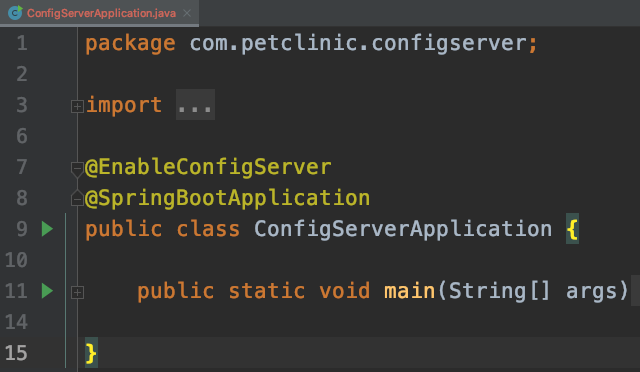 ConfigServerApplication.java
1 package com.petclinic.configserver;
2
3 import ...
6
7 @EnableConfigServer
8 @SpringBootApplication
9 public class ConfigServerApplication {
10
11 public static void main(String[] args)
14
15 }